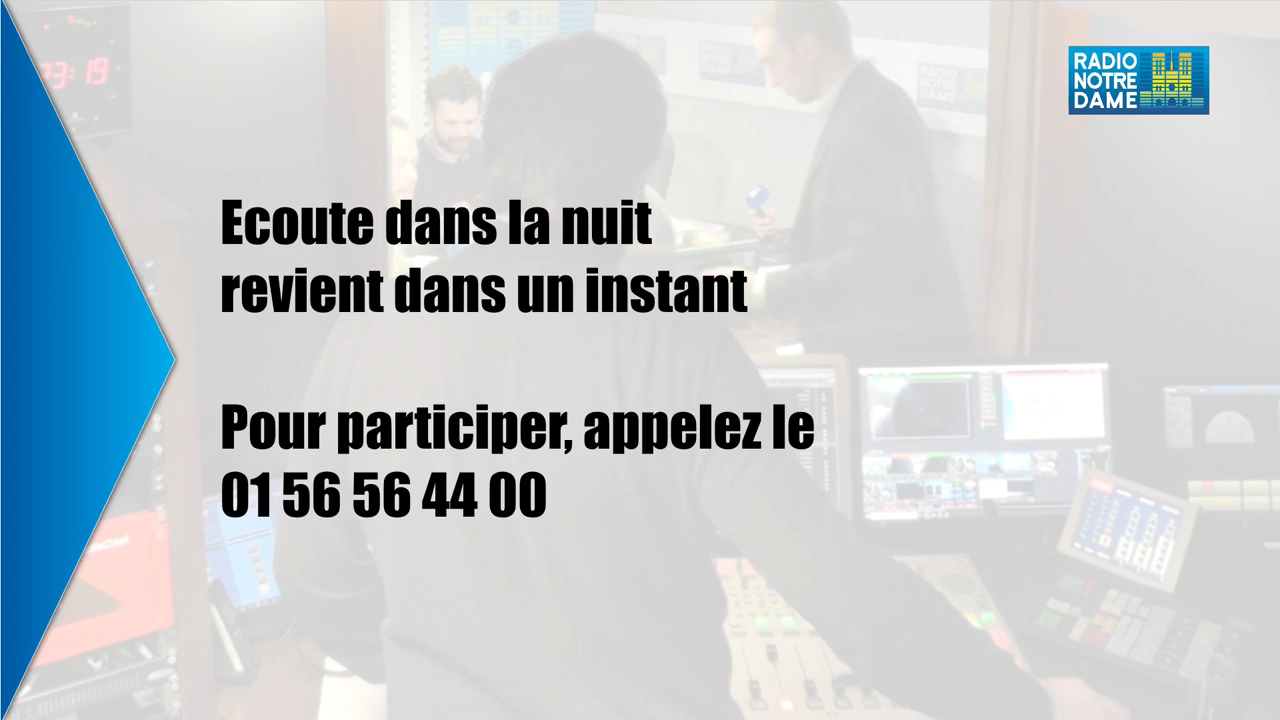 RADIO
NOTRE
DAME
Ecoute dans la nuit
revient dans un instant
Pour participer, appelez le
01 56 56 44 00